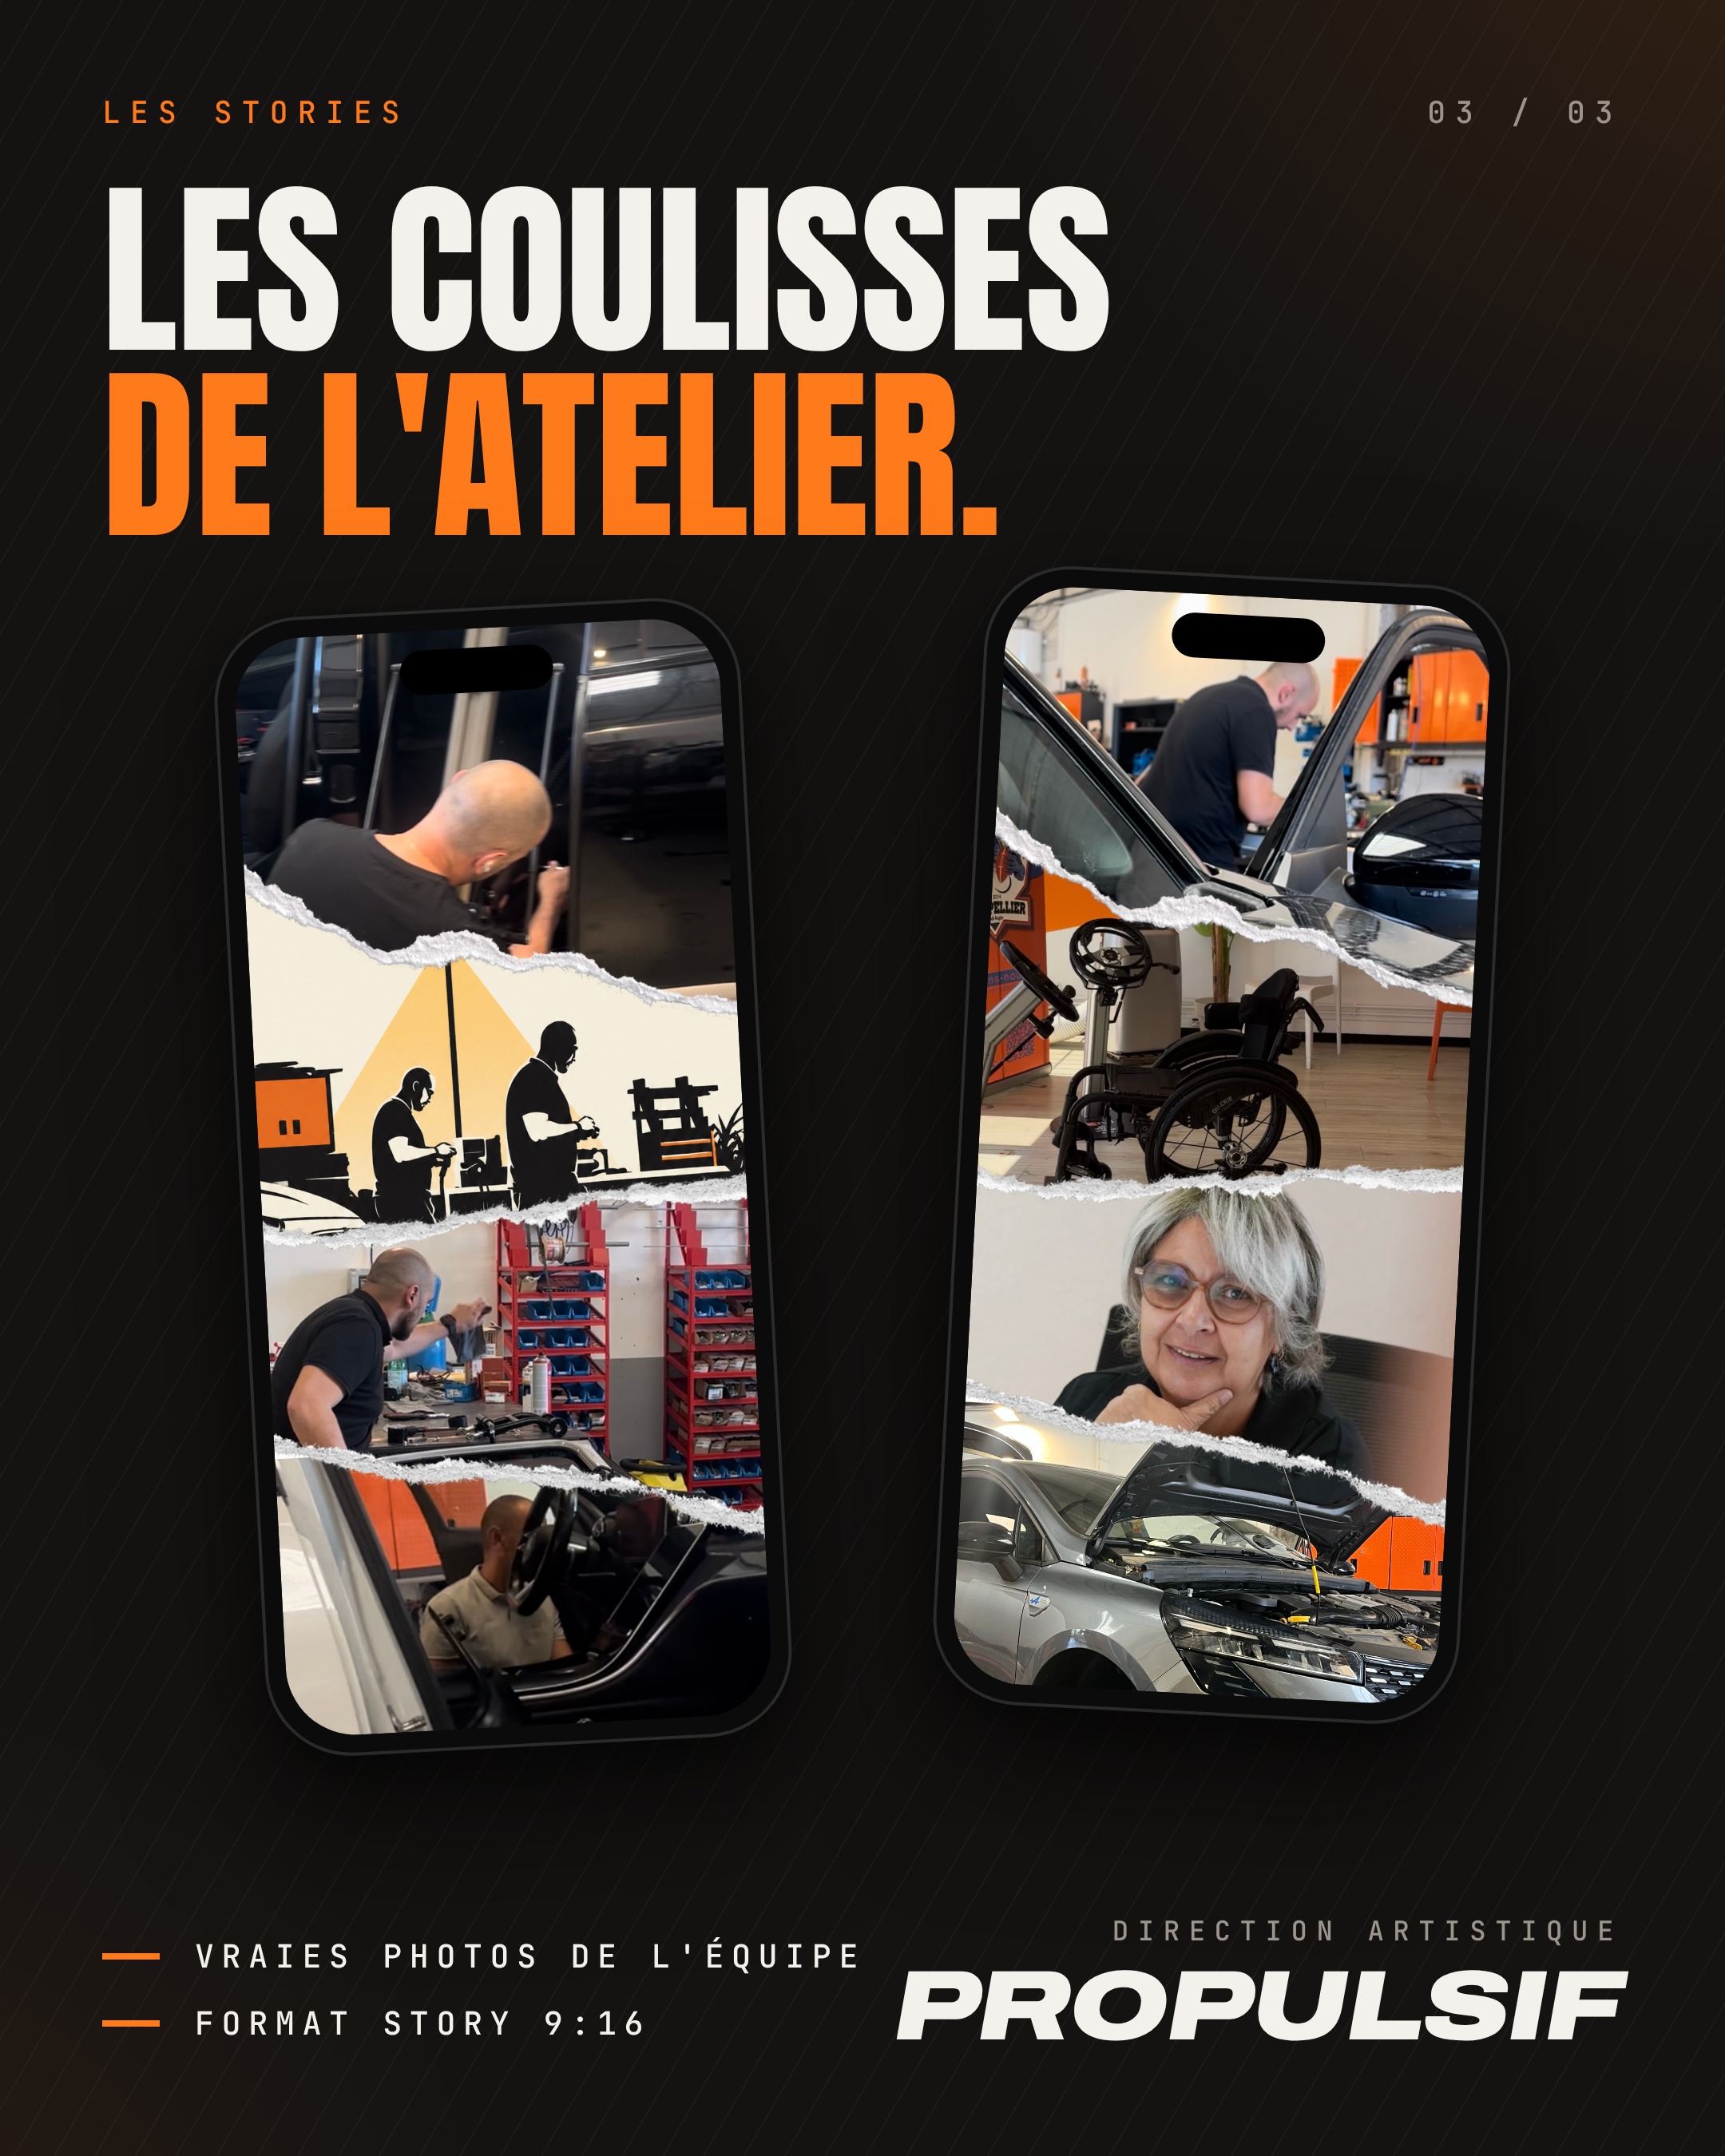 LES STORIES
03 / 03
LES COULISSES
DE L'ATELIER.
PELLIER
VRAIES PHOTOS DE L'ÉQUIPE
FORMAT STORY 9:16
DIRECTION ARTISTIQUE
PROPULSIF